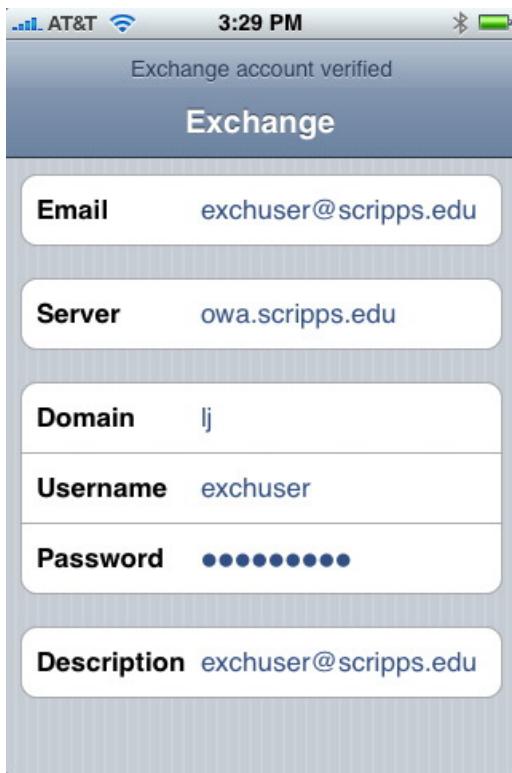 AT&T 3:29 PM
Exchange account verified
Exchange
Email exchuser@scripps.edu
Server owa.scripps.edu
Domain lj
Username exchuser
Password ●●●●●●●●●
Description exchuser@scripps.edu